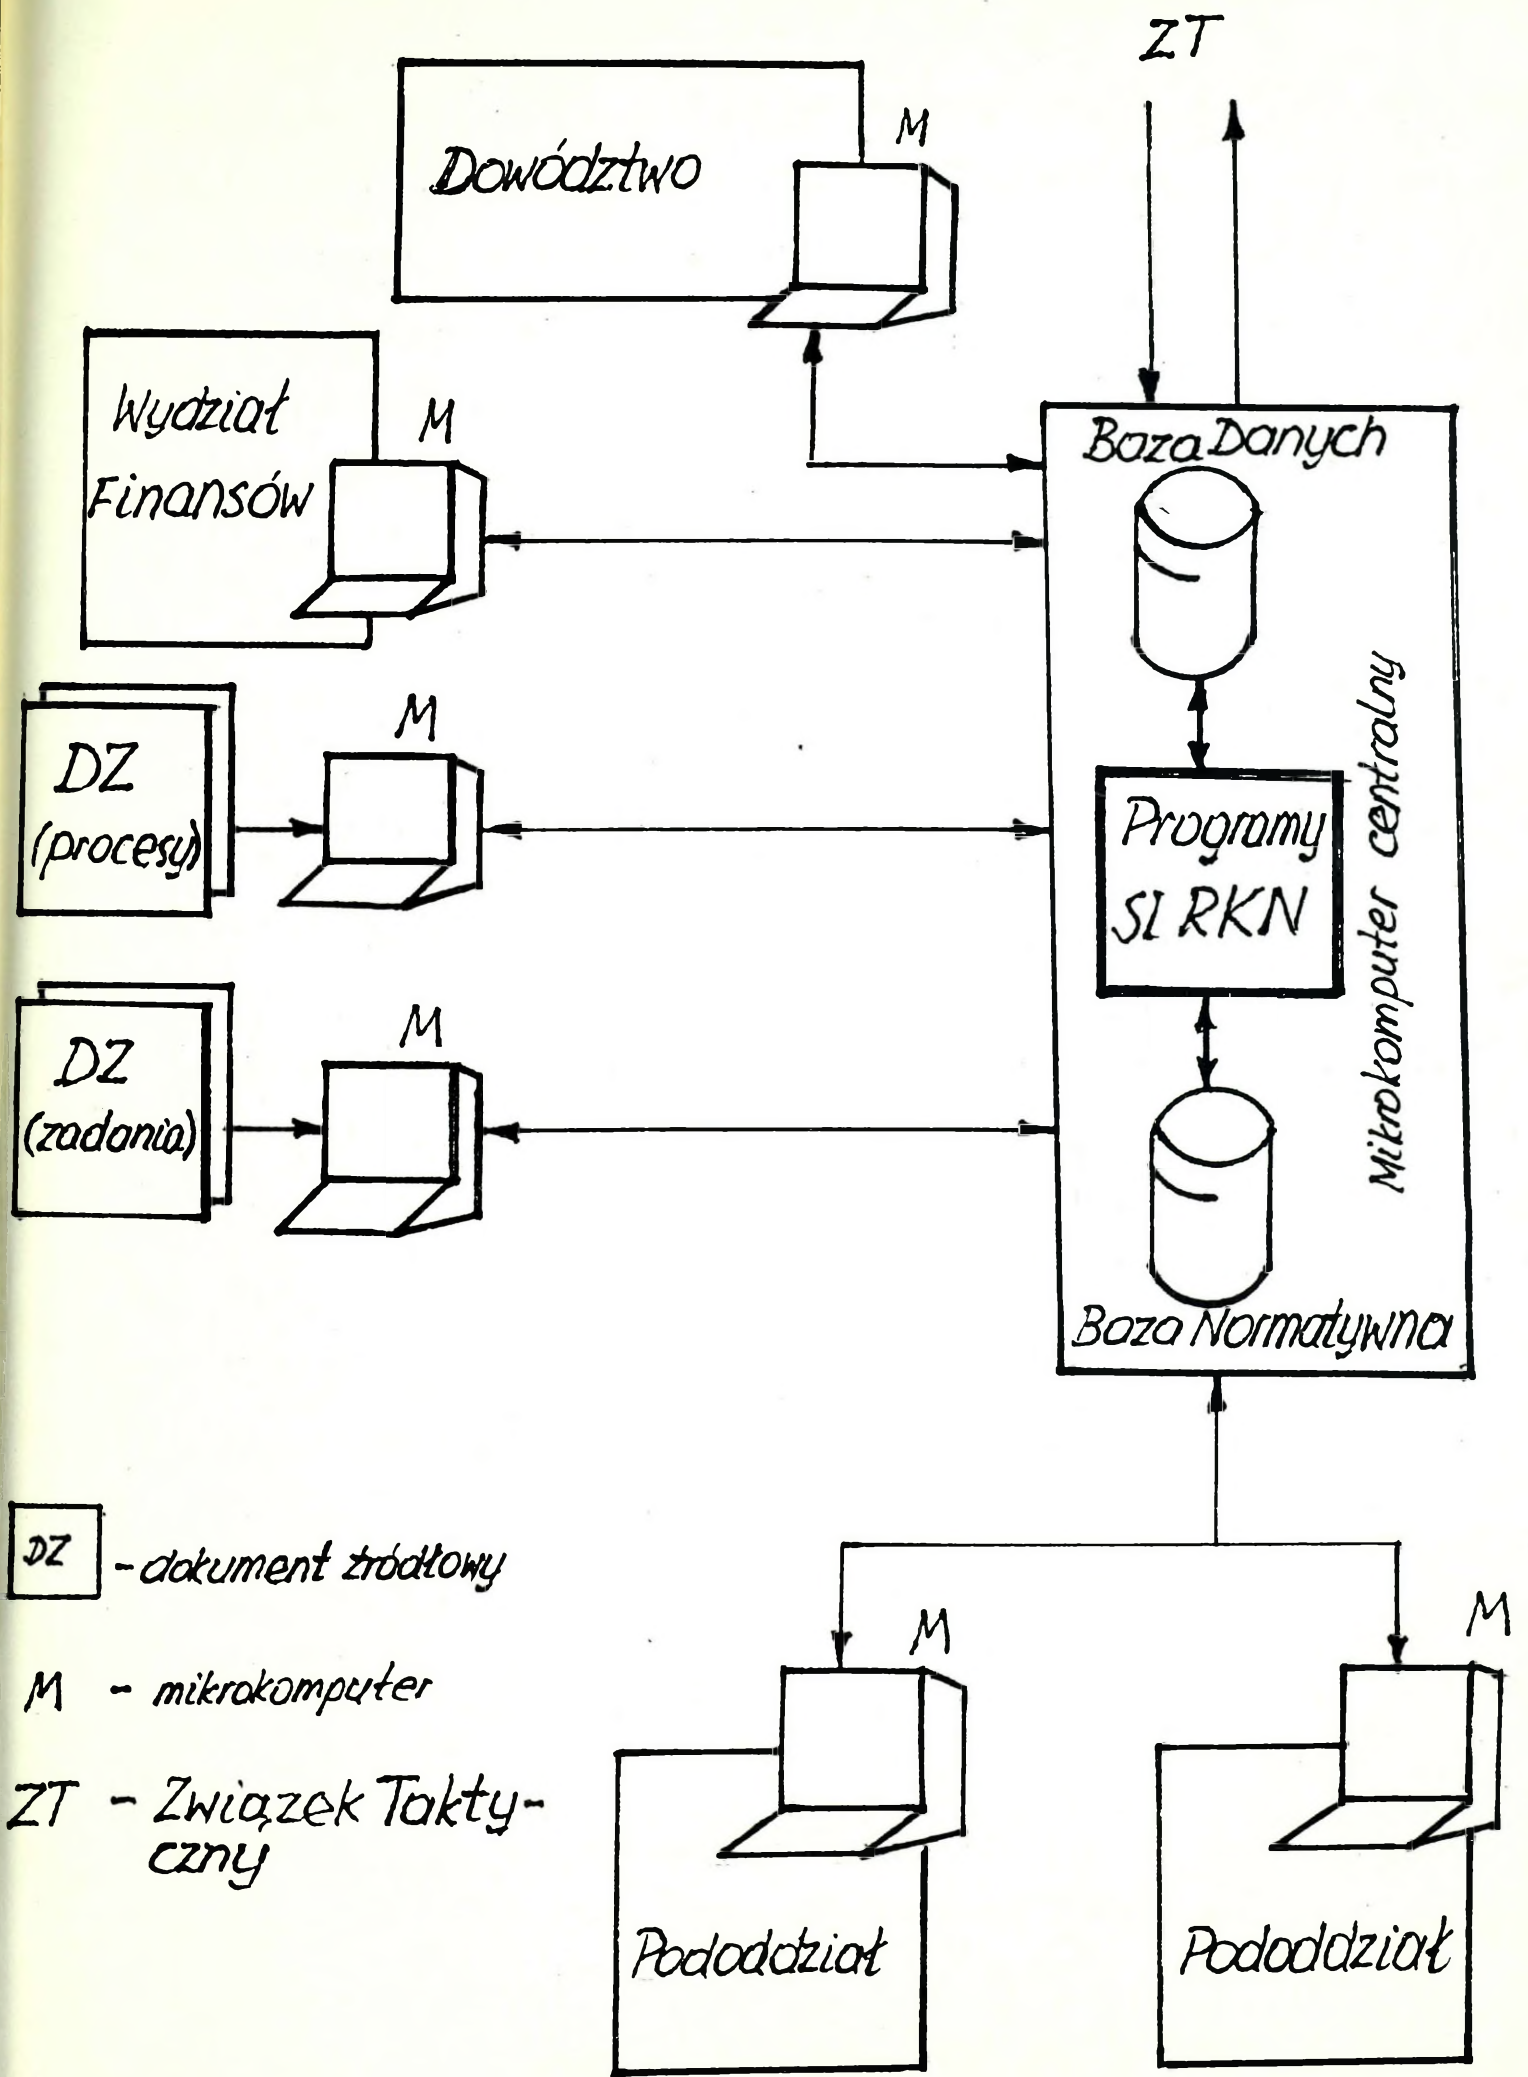 ZT
M
Dowództwo
Wydział
Finansów
M
Baza Danych
DZ
(procesy)
M
Programy
SI RKN
Mikrokomputer centralny
DZ
(zadania)
M
Baza Normatywna
DZ - dokument źródłowy
M - mikrokomputer
ZT - Związek Takty-
czny
M
M
Pododdział
Pododdział